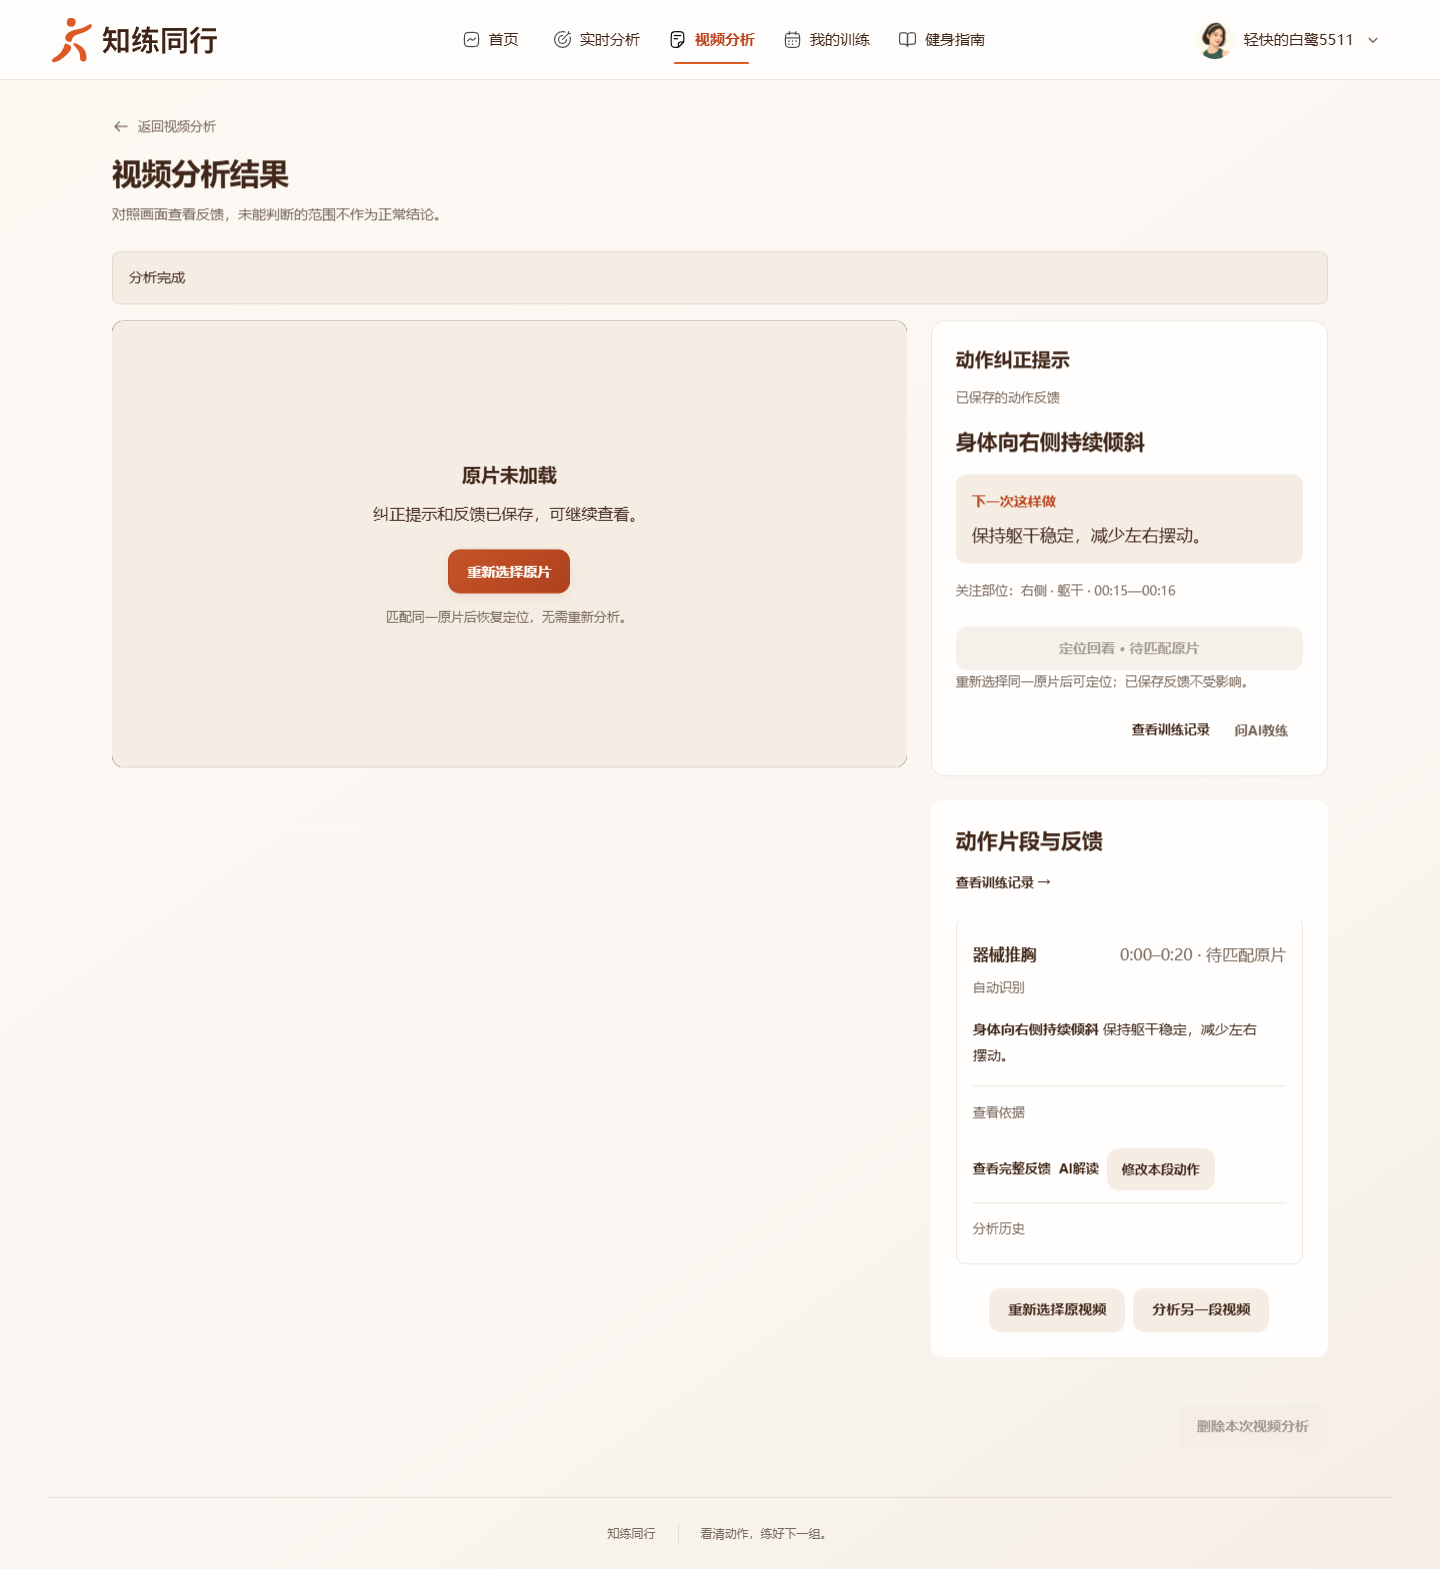 知练同行
首页
实时分析
视频分析
我的训练
健身指南
轻快的白鹭5511
返回视频分析
视频分析结果
对照画面查看反馈，未能判断的范围不作为正常结论。
分析完成
原片未加载
纠正提示和反馈已保存，可继续查看。
重新选择原片
匹配同一原片后恢复定位，无需重新分析。
动作纠正提示
已保存的动作反馈
身体向右侧持续倾斜
下一次这样做
保持躯干稳定，减少左右摆动。
关注部位：右侧 · 躯干 · 00:15—00:16
定位回看 • 待匹配原片
重新选择同一原片后可定位；已保存反馈不受影响。
查看训练记录
问AI教练
动作片段与反馈
查看训练记录 →
器械推胸
0:00–0:20 · 待匹配原片
自动识别
身体向右侧持续倾斜 保持躯干稳定，减少左右
摆动。
查看依据
查看完整反馈
AI解读
修改本段动作
分析历史
重新选择原视频
分析另一段视频
删除本次视频分析
知练同行
看清动作，练好下一组。